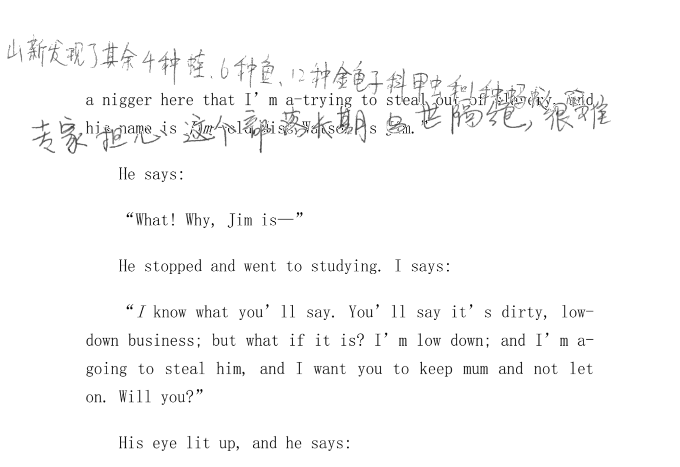 山新发现了其余4种蛙、6种鱼、12种金龟子科甲虫和1种
a nigger here that I’m a-trying to steal out of slavery, and
his name is Jim—old Miss Watson’s Jim.”
专家担心，这个部落长期与世隔绝，很难
He says:
“What! Why, Jim is—”
He stopped and went to studying. I says:
“I know what you’ll say. You’ll say it’s dirty, low-
down business; but what if it is? I’m low down; and I’m a-
going to steal him, and I want you to keep mum and not let
on. Will you?”
His eye lit up, and he says: